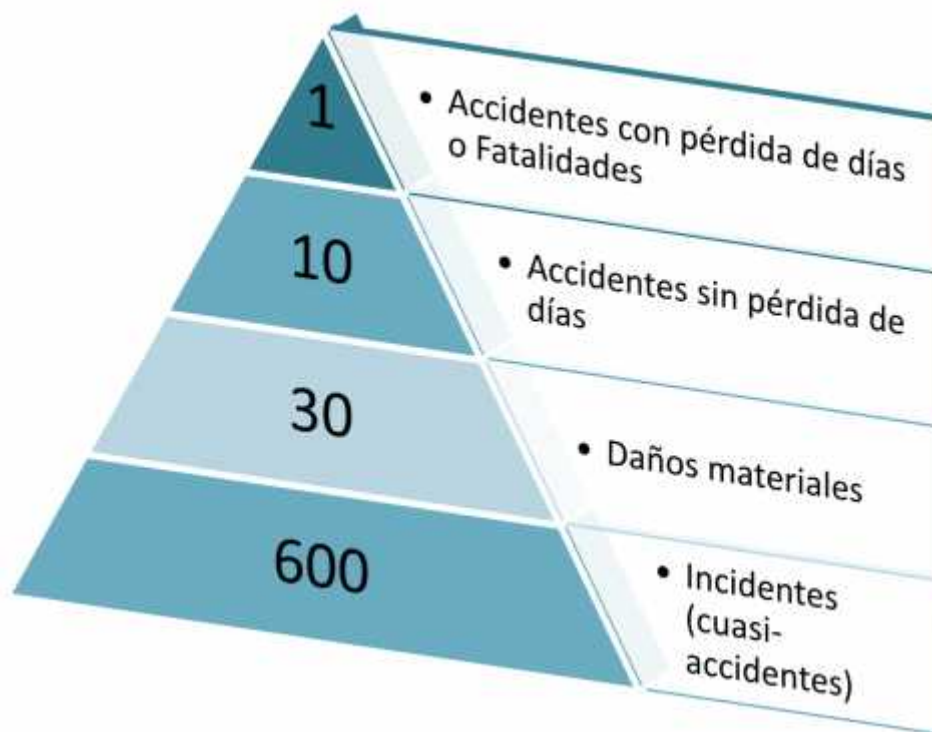 1
• Accidentes con pérdida de días
o Fatalidades
10
• Accidentes sin pérdida de
días
30
• Daños materiales
600
• Incidentes
(cuasi-
accidentes)